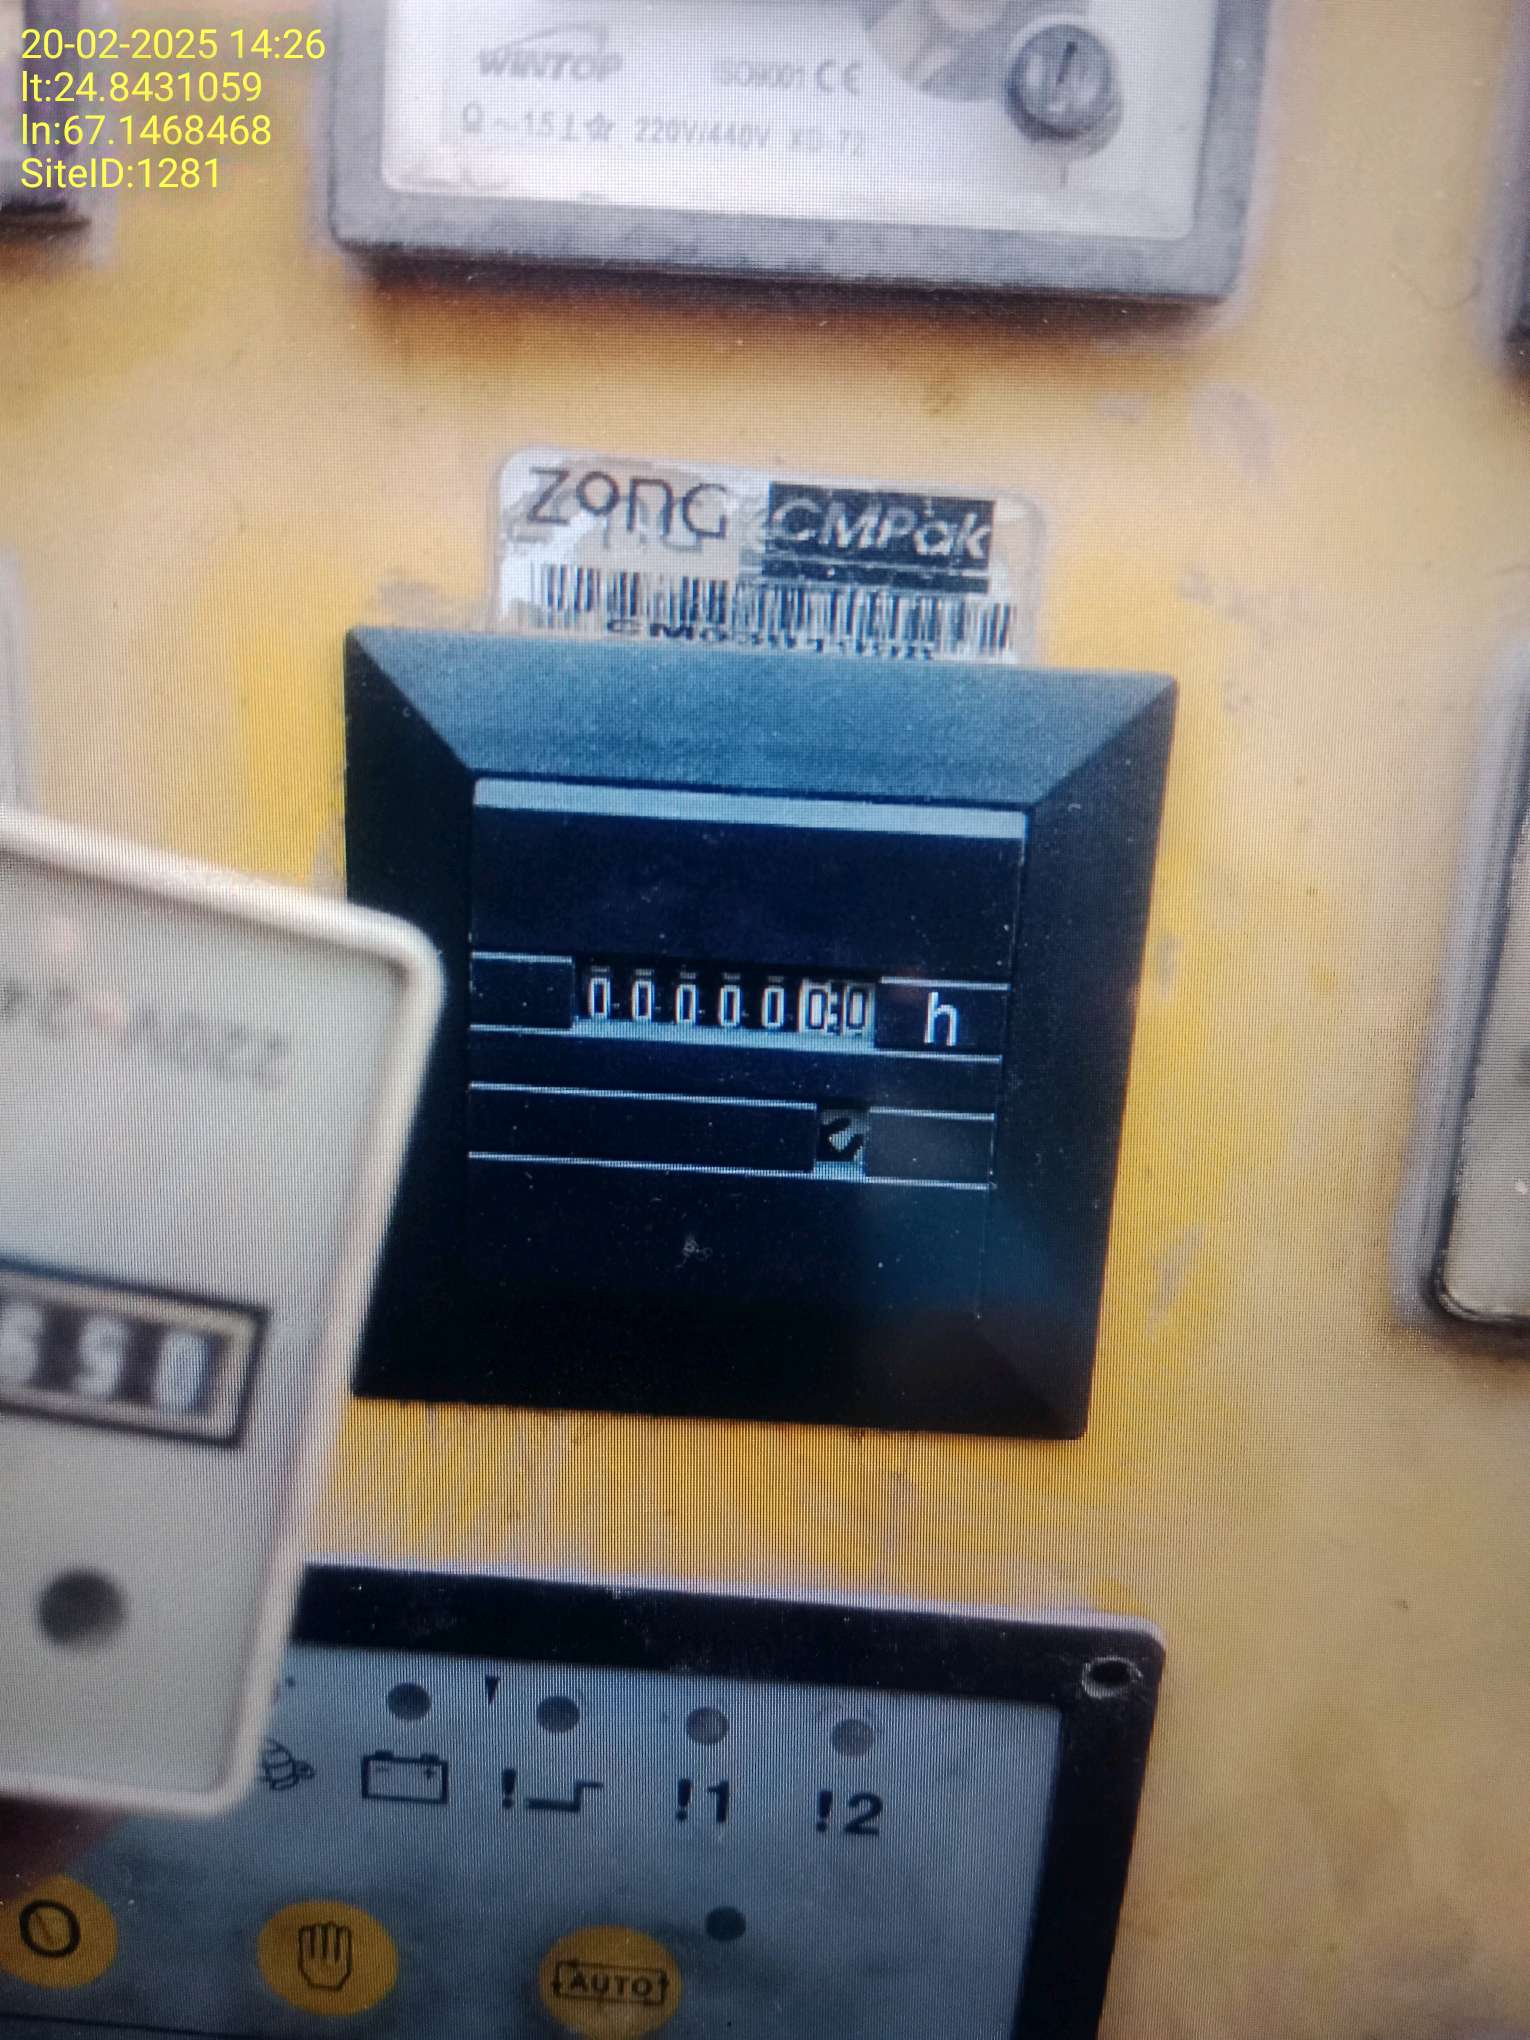 20-02-2025 14:26
lt:24.8431059
ln:67.1468468
SiteID:1281
WINTOP
ISO9001 CE
220V/440V
zong CMPak
0000000 h
!1 !2
AUTO